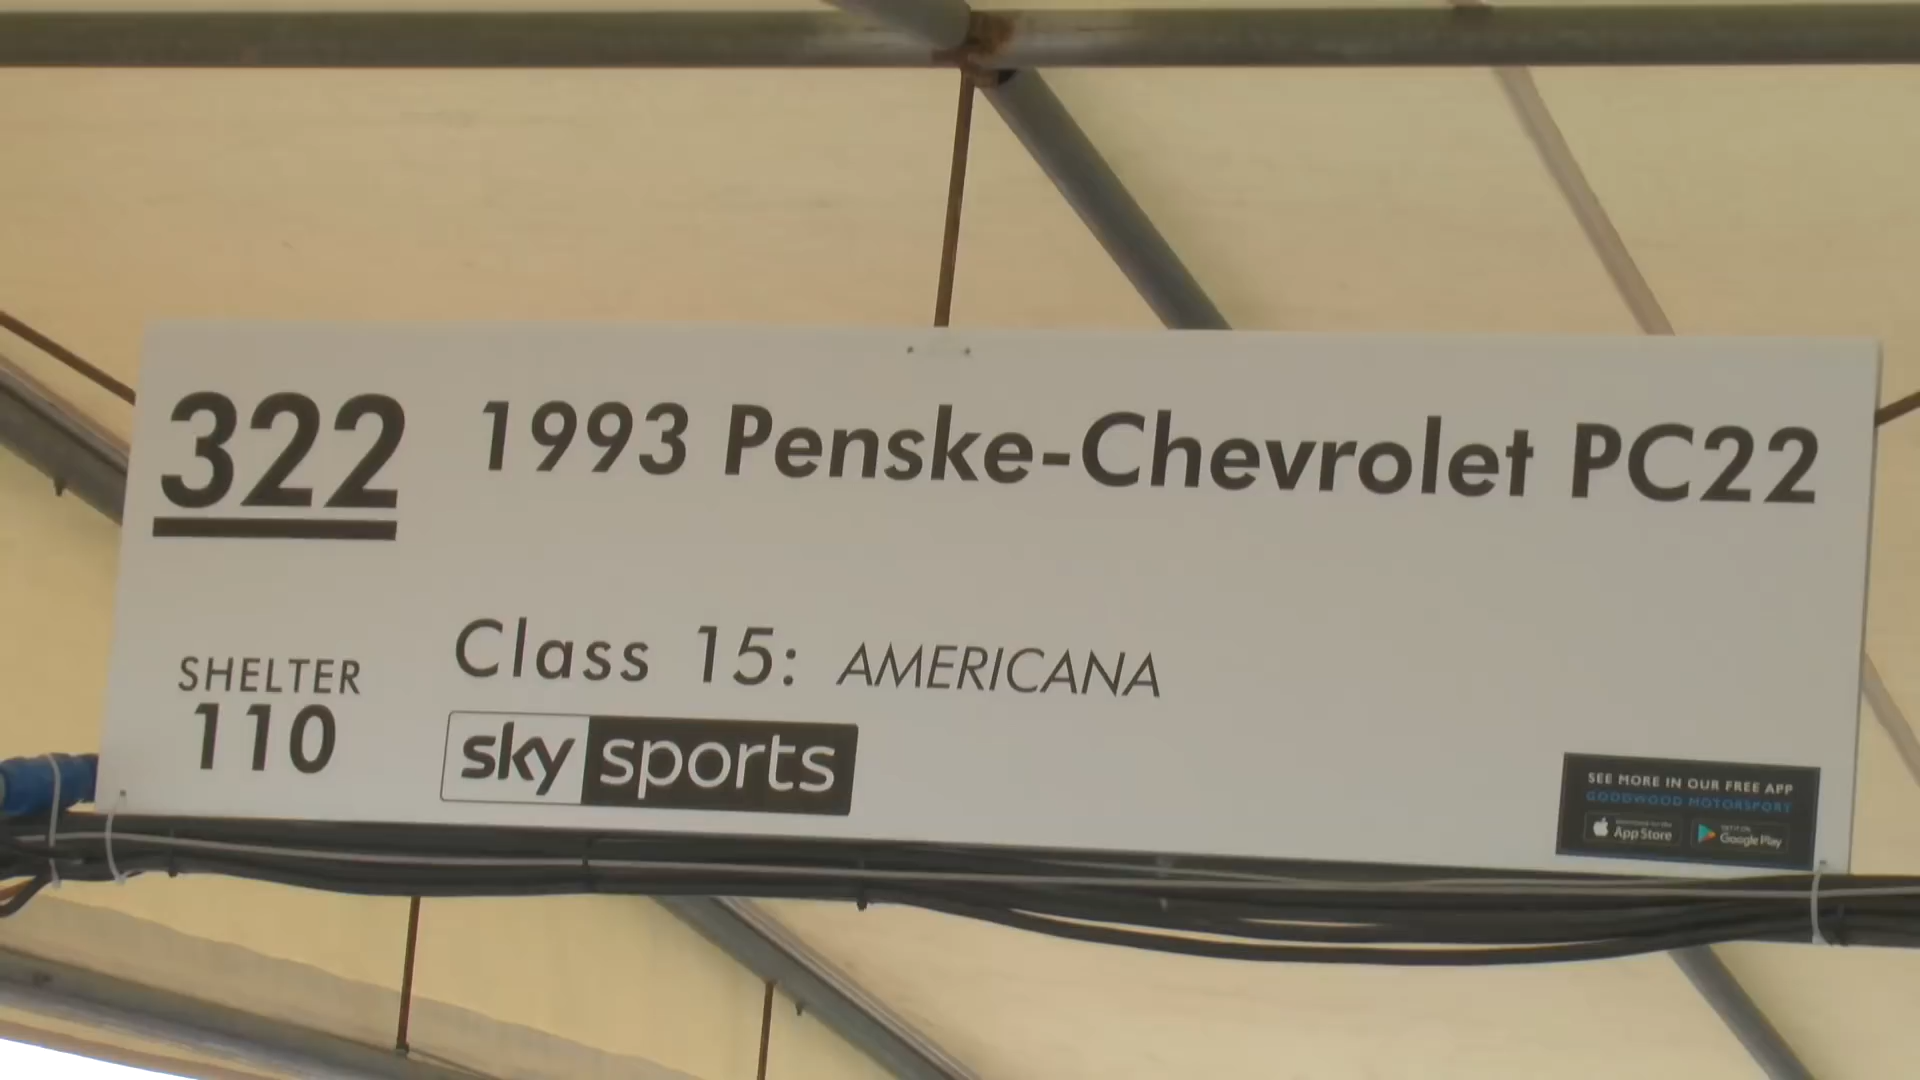 322
1993 Penske-Chevrolet PC22
SHELTER
110
Class 15: AMERICANA
sky sports
SEE MORE IN OUR FREE APP
GOODWOOD MOTORSPORT
App Store
Google Play